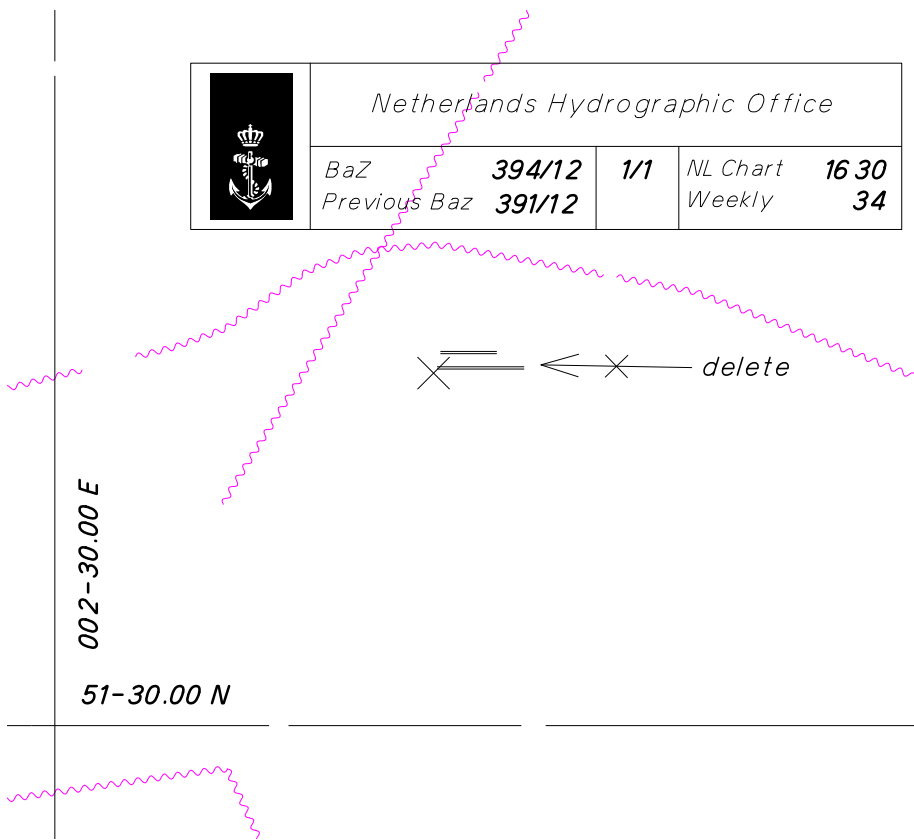 Netherlands Hydrographic Office
BaZ 394/12 1/1 NL Chart 16 30
Previous Baz 391/12 Weekly 34
delete
002-30.00 E
51-30.00 N